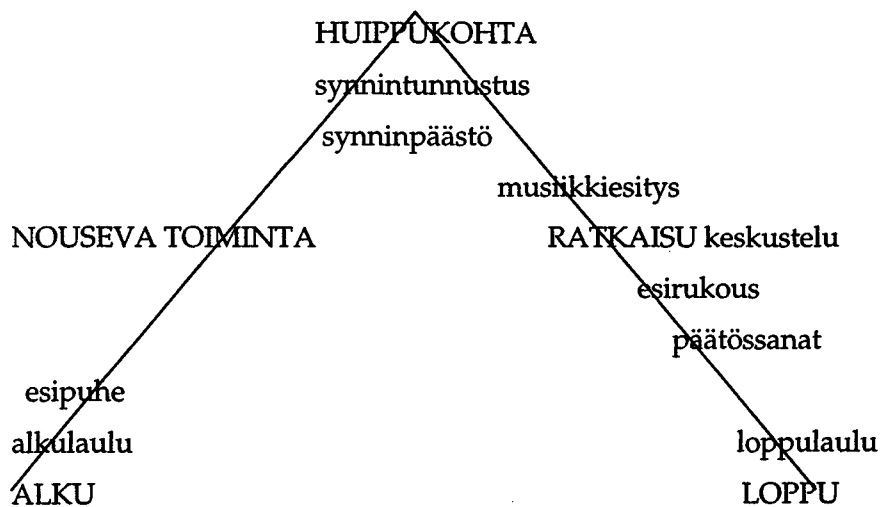 HUIPPUKOHTA
synnintunnustus
synninpäästö
musiikkiesitys
NOUSEVA TOIMINTA
RATKAISU keskustelu
esirukous
päätössanat
esipuhe
alkulaulu
loppulaulu
ALKU
LOPPU